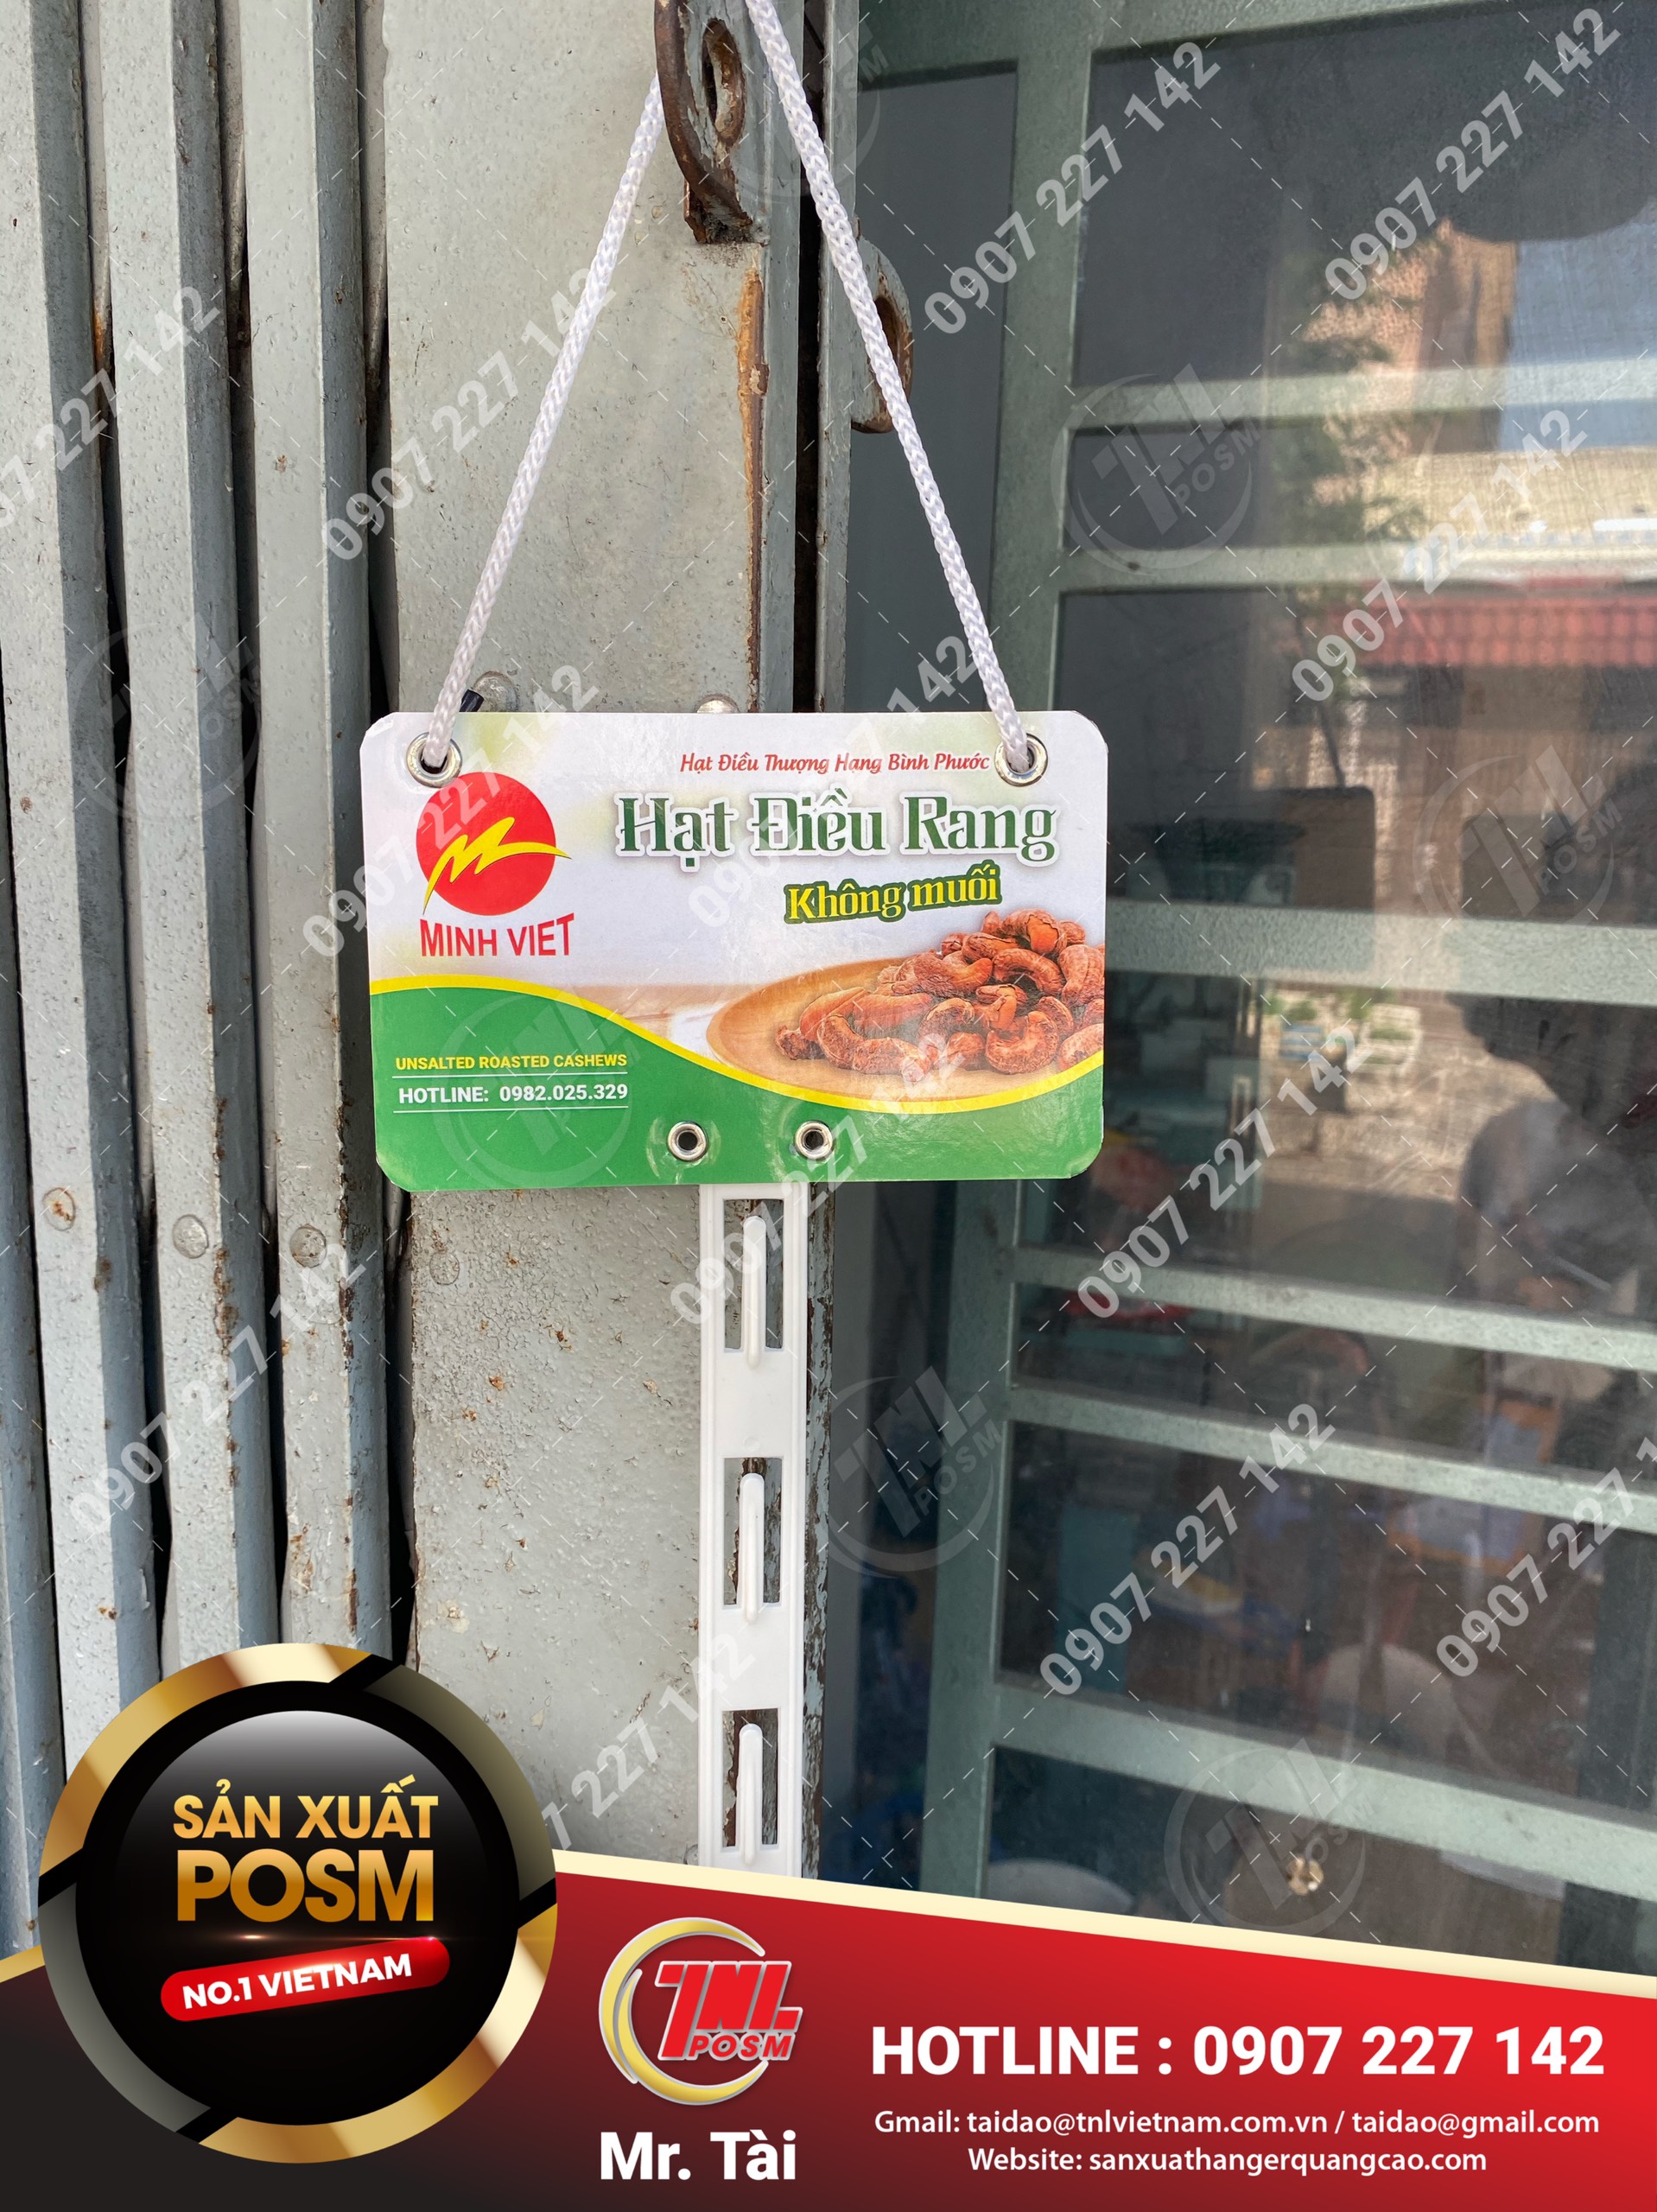 Hạt Điều Thượng Hạng Bình Phước
Hạt Điều Rang
Không muối
MINH VIET
UNSALTED ROASTED CASHEWS
HOTLINE: 0982.025.329
SẢN XUẤT
POSM
NO.1 VIETNAM
TNL
POSM
Mr. Tài
HOTLINE : 0907 227 142
Gmail: taidao@tnlvietnam.com.vn / taidao@gmail.com
Website: sanxuathangerquangcao.com
0907 227 142